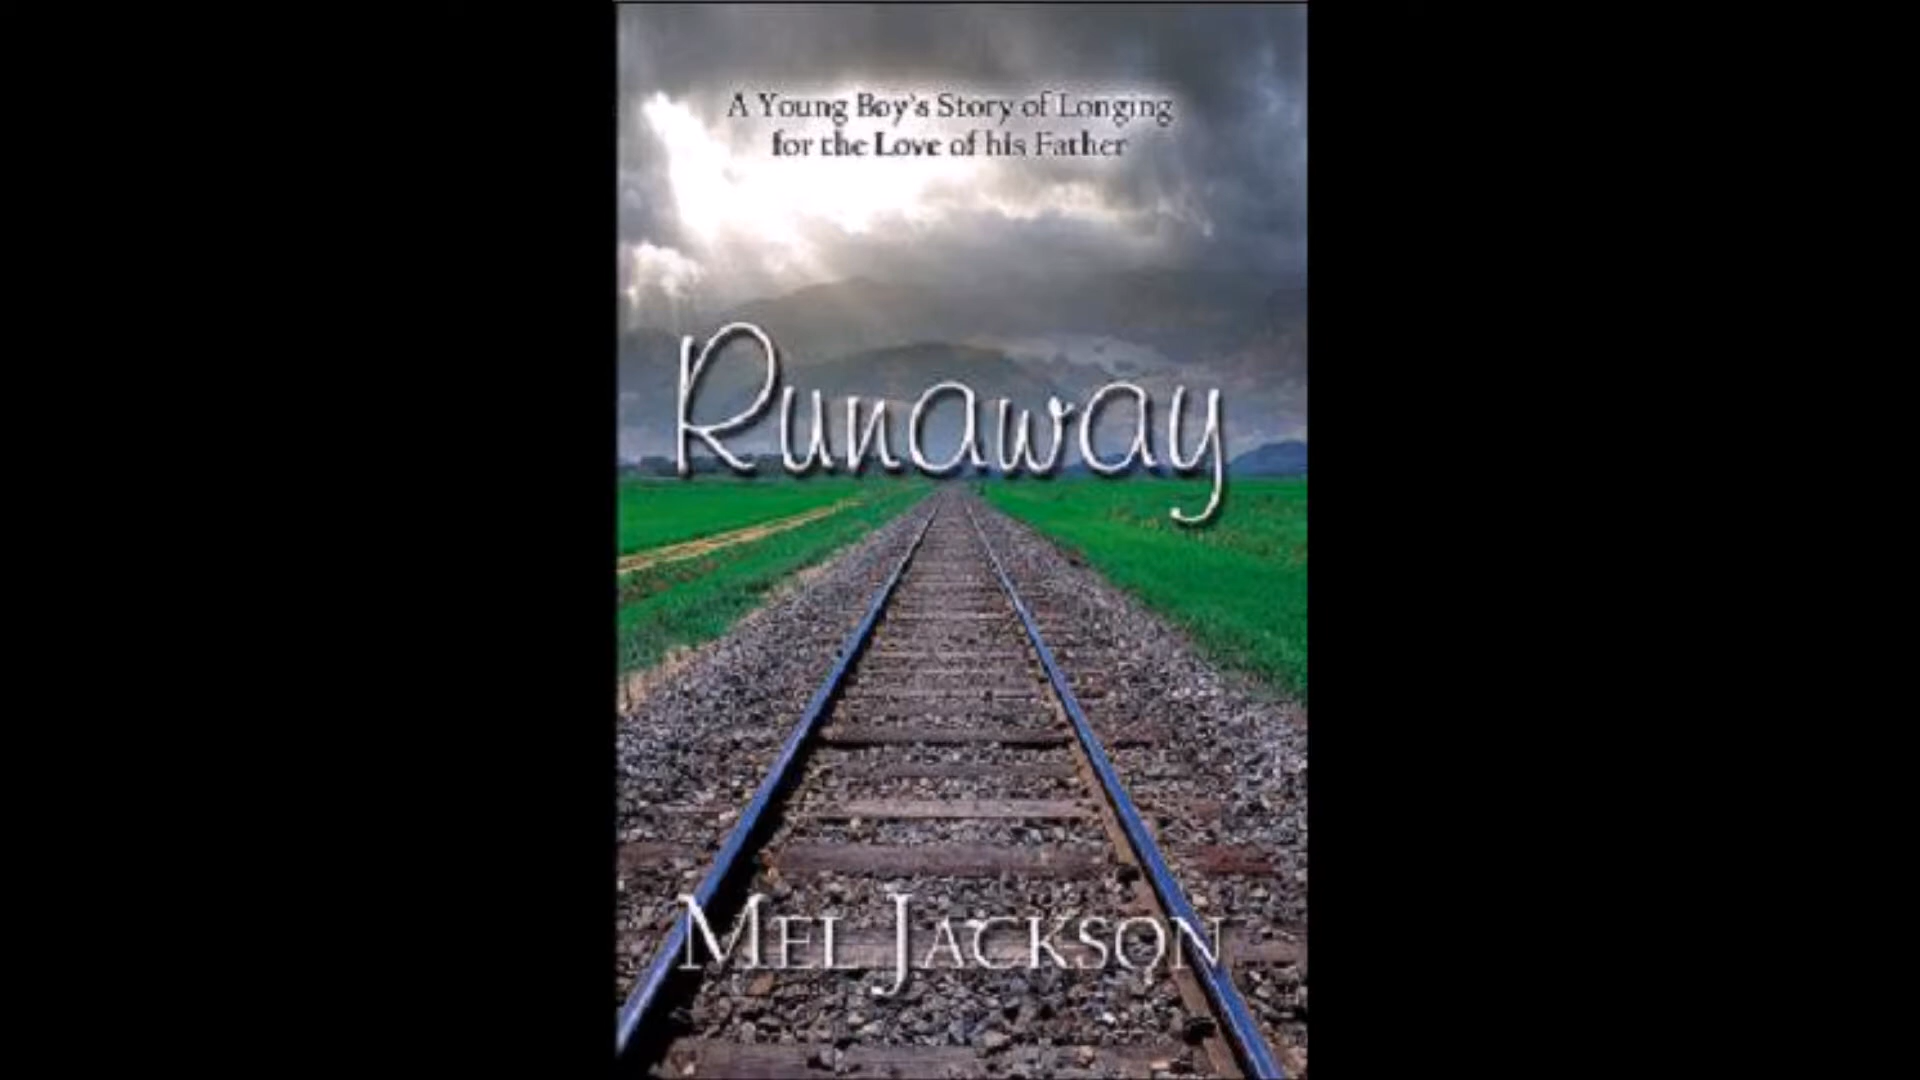 A Young Boy's Story of Longing
for the Love of his Father
Runaway
MEL JACKSON